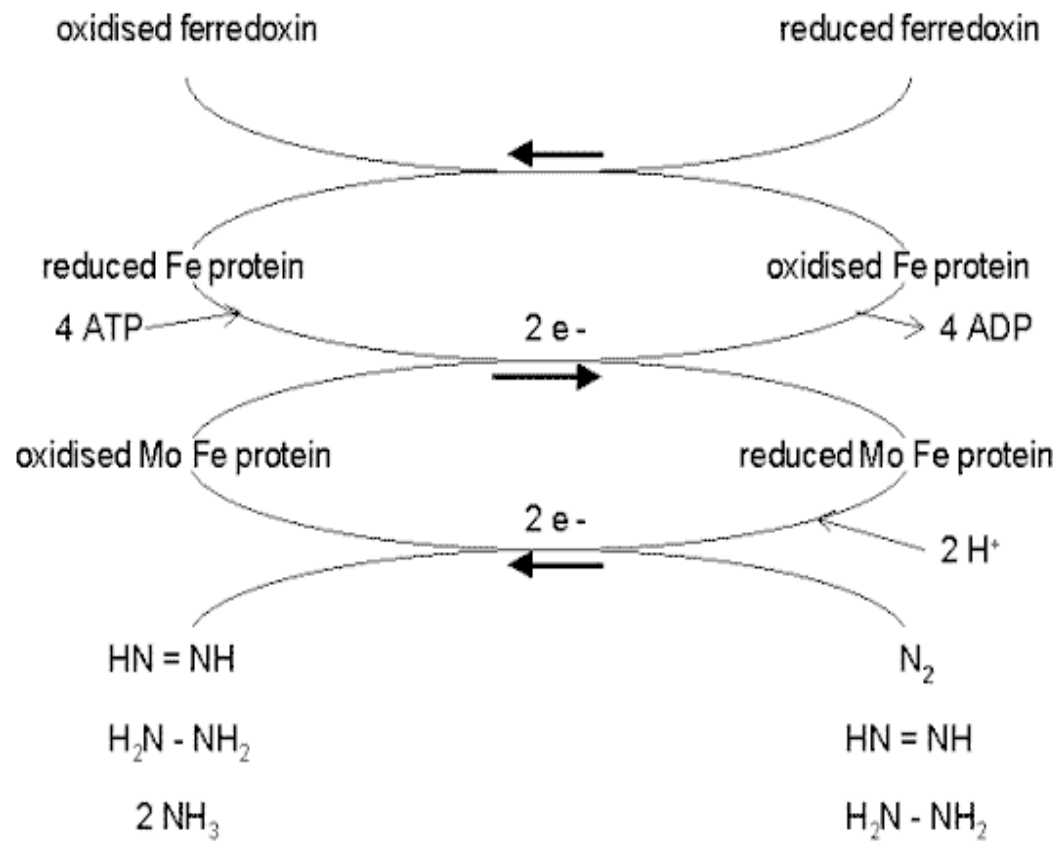 oxidised ferredoxin reduced ferredoxin
reduced Fe protein oxidised Fe protein
4 ATP 2 e - 4 ADP
oxidised Mo Fe protein reduced Mo Fe protein
2 e -
2 H⁺
HN = NH N₂
H₂N - NH₂ HN = NH
2 NH₃ H₂N - NH₂